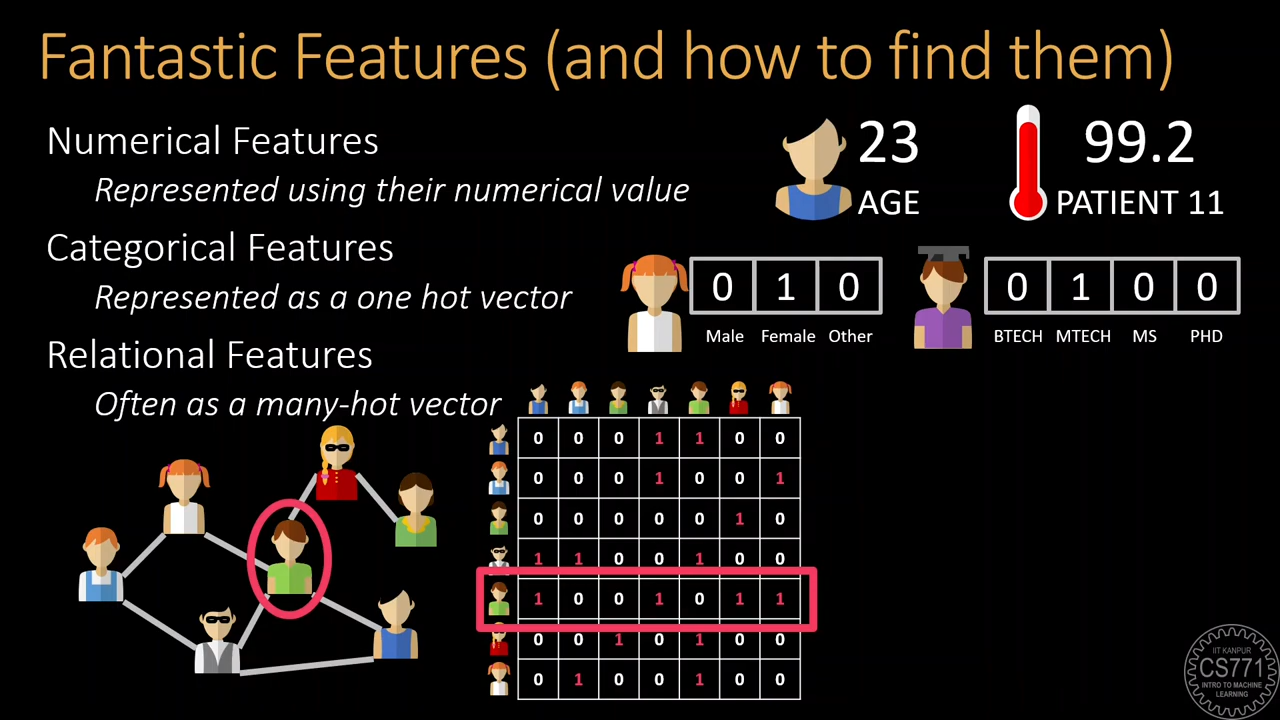 Fantastic Features (and how to find them)
Numerical Features
Represented using their numerical value
23
AGE
99.2
PATIENT 11
Categorical Features
Represented as a one hot vector
0 1 0
Male Female Other
0 1 0 0
BTECH MTECH MS PHD
Relational Features
Often as a many-hot vector
0 0 0 1 1 0 0
0 0 0 1 0 0 1
0 0 0 0 0 1 0
1 1 0 0 1 0 0
1 0 0 1 0 1 1
0 0 1 0 1 0 0
0 1 0 0 1 0 0
IIT KANPUR
CS771
INTRO TO MACHINE
LEARNING